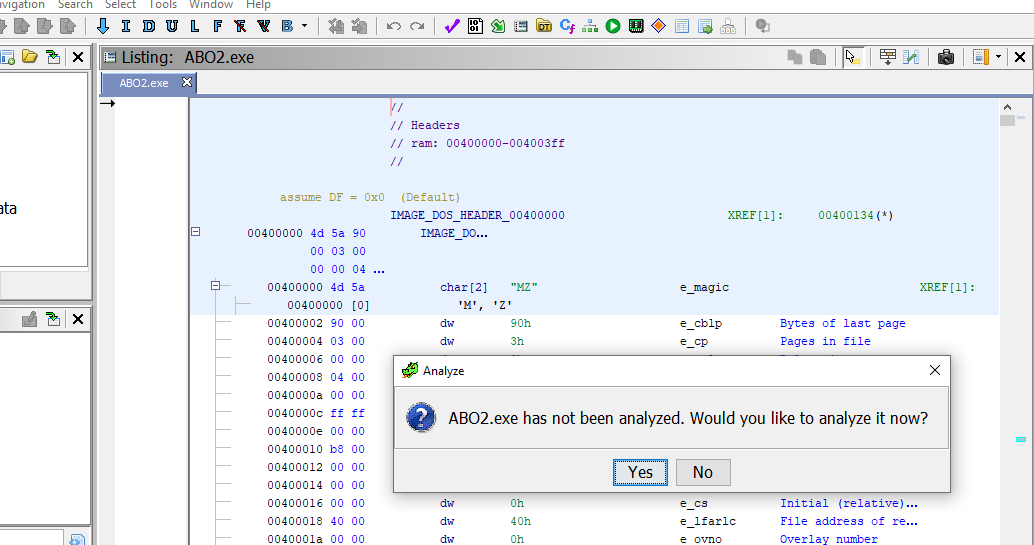 Search Select Tools Window Help
I D U L F R V B
Listing: ABO2.exe
ABO2.exe
//
// Headers
// ram: 00400000-004003ff
//
assume DF = 0x0 (Default)
IMAGE_DOS_HEADER_00400000 XREF[1]: 00400134(*)
00400000 4d 5a 90 IMAGE_DO...
00 03 00
00 00 04 ...
00400000 4d 5a char[2] "MZ" e_magic XREF[1]:
00400000 [0] 'M', 'Z'
00400002 90 00 dw 90h e_cblp Bytes of last page
00400004 03 00 dw 3h e_cp Pages in file
00400006 00 00
00400008 04 00
0040000a 00 00
0040000c ff ff
0040000e 00 00
00400010 b8 00
00400012 00 00
00400014 00 00
00400016 00 00 dw 0h e_cs Initial (relative)...
00400018 40 00 dw 40h e_lfarlc File address of re...
0040001a 00 00 dw 0h e_ovno Overlay number
Analyze
ABO2.exe has not been analyzed. Would you like to analyze it now?
Yes No